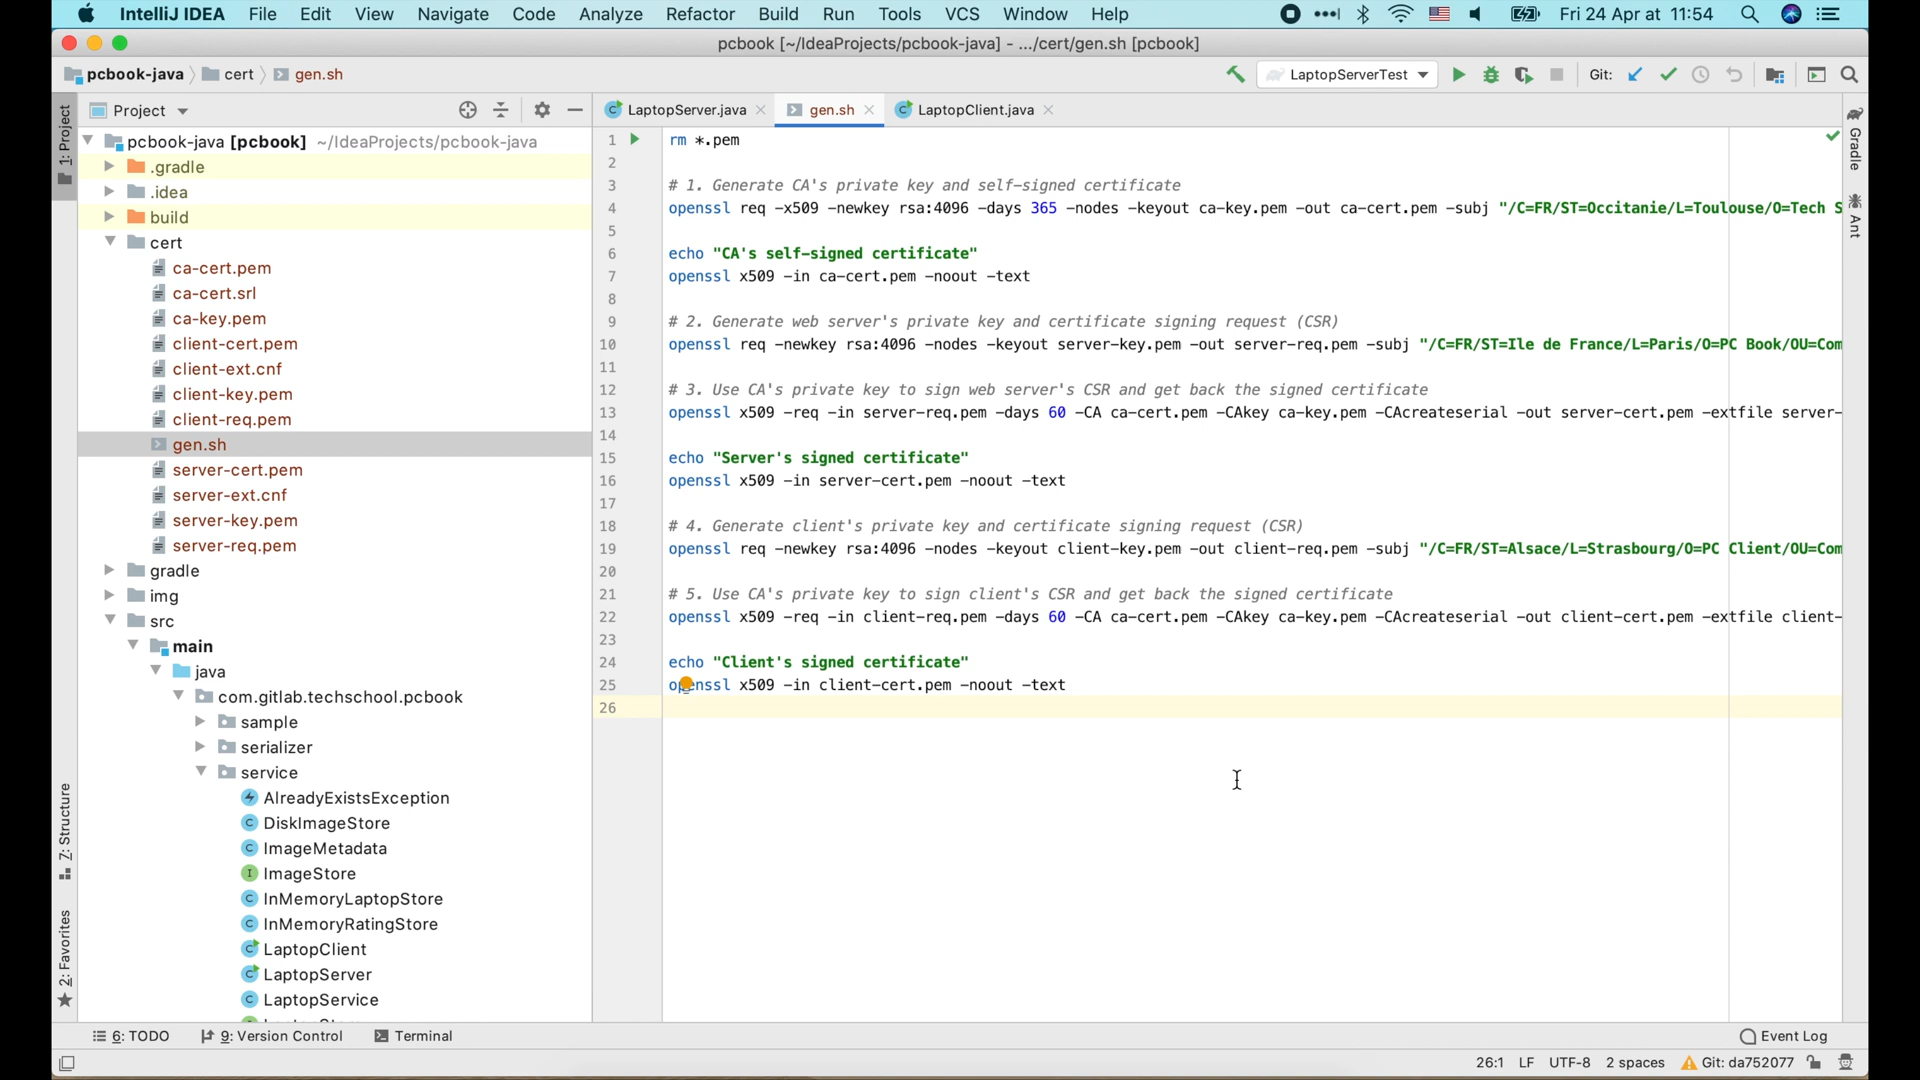 IntelliJ IDEA File Edit View Navigate Code Analyze Refactor Build Run Tools VCS Window Help Fri 24 Apr at 11:54
pcbook [~/IdeaProjects/pcbook-java] - .../cert/gen.sh [pcbook]
pcbook-java cert gen.sh LaptopServerTest Git:
1: Project
Project
LaptopServer.java gen.sh LaptopClient.java
pcbook-java [pcbook] ~/IdeaProjects/pcbook-java
.gradle
.idea
build
cert
ca-cert.pem
ca-cert.srl
ca-key.pem
client-cert.pem
client-ext.cnf
client-key.pem
client-req.pem
gen.sh
server-cert.pem
server-ext.cnf
server-key.pem
server-req.pem
gradle
img
src
main
java
com.gitlab.techschool.pcbook
sample
serializer
service
AlreadyExistsException
DiskImageStore
ImageMetadata
ImageStore
InMemoryLaptopStore
InMemoryRatingStore
LaptopClient
LaptopServer
LaptopService
Z: Structure
2: Favorites
1 rm *.pem
2
3 # 1. Generate CA's private key and self-signed certificate
4 openssl req -x509 -newkey rsa:4096 -days 365 -nodes -keyout ca-key.pem -out ca-cert.pem -subj "/C=FR/ST=Occitanie/L=Toulouse/O=Tech S
5
6 echo "CA's self-signed certificate"
7 openssl x509 -in ca-cert.pem -noout -text
8
9 # 2. Generate web server's private key and certificate signing request (CSR)
10 openssl req -newkey rsa:4096 -nodes -keyout server-key.pem -out server-req.pem -subj "/C=FR/ST=Ile de France/L=Paris/O=PC Book/OU=Com
11
12 # 3. Use CA's private key to sign web server's CSR and get back the signed certificate
13 openssl x509 -req -in server-req.pem -days 60 -CA ca-cert.pem -CAkey ca-key.pem -CAcreateserial -out server-cert.pem -extfile server-
14
15 echo "Server's signed certificate"
16 openssl x509 -in server-cert.pem -noout -text
17
18 # 4. Generate client's private key and certificate signing request (CSR)
19 openssl req -newkey rsa:4096 -nodes -keyout client-key.pem -out client-req.pem -subj "/C=FR/ST=Alsace/L=Strasbourg/O=PC Client/OU=Com
20
21 # 5. Use CA's private key to sign client's CSR and get back the signed certificate
22 openssl x509 -req -in client-req.pem -days 60 -CA ca-cert.pem -CAkey ca-key.pem -CAcreateserial -out client-cert.pem -extfile client-
23
24 echo "Client's signed certificate"
25 openssl x509 -in client-cert.pem -noout -text
26
Gradle
Ant
6: TODO 9: Version Control Terminal Event Log
26:1 LF UTF-8 2 spaces Git: da752077